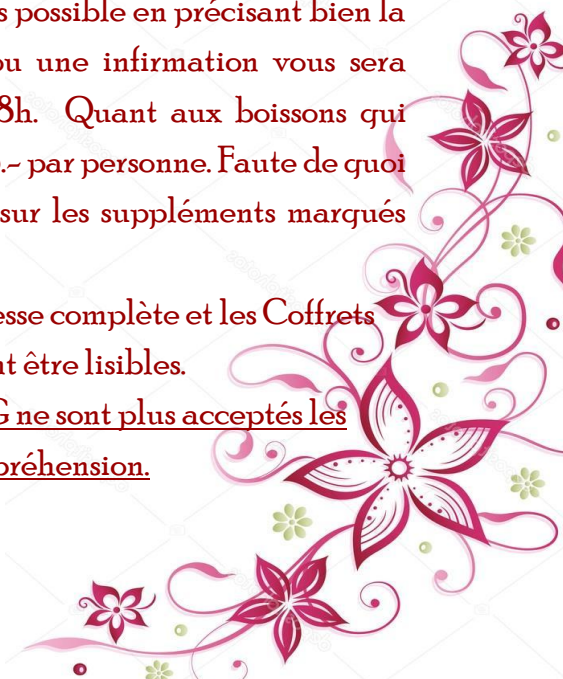 s possible en précisant bien la
ou une infirmation vous sera
8h. Quant aux boissons qui
.- par personne. Faute de quoi
sur les suppléments marqués
esse complète et les Coffrets
nt être lisibles.
G ne sont plus acceptés les
préhension.